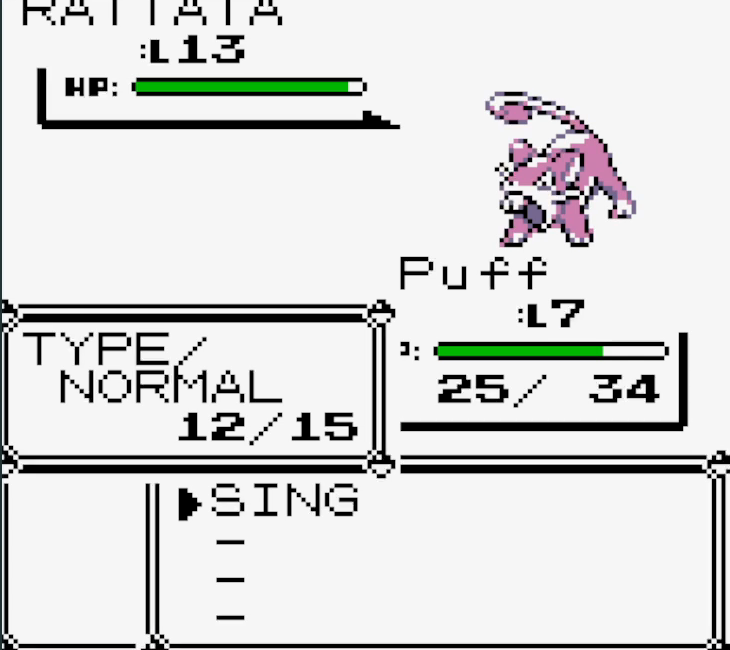 RATTATA
:L13
HP:
Puff
:L7
TYPE/
NORMAL
12/15
25/ 34
▶SING
–
–
–